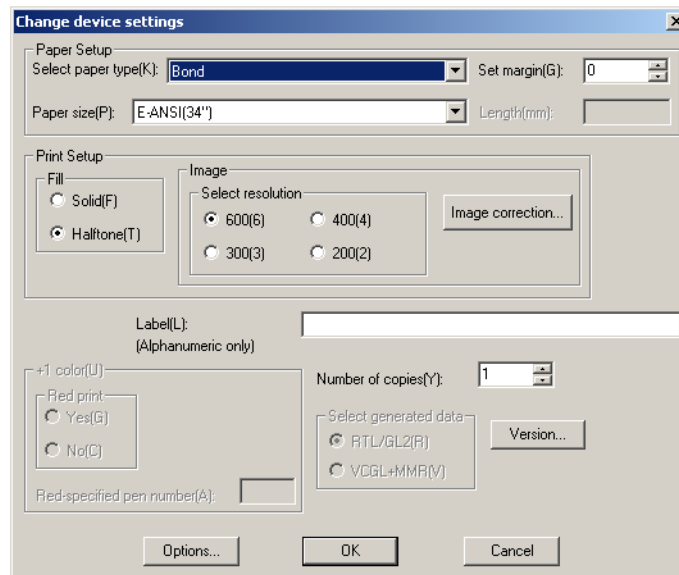 Change device settings
Paper Setup
Select paper type(K): Bond Set margin(G): 0
Paper size(P): E-ANSI(34") Length(mm):
Print Setup
Fill
Solid(F)
Halftone(T)
Image
Select resolution
600(6) 400(4)
300(3) 200(2)
Image correction...
Label(L):
(Alphanumeric only)
+1 color(U)
Red print
Yes(G)
No(C)
Red-specified pen number(A):
Number of copies(Y): 1
Select generated data
RTL/GL2(R)
VCGL+MMR(V)
Version...
Options... OK Cancel